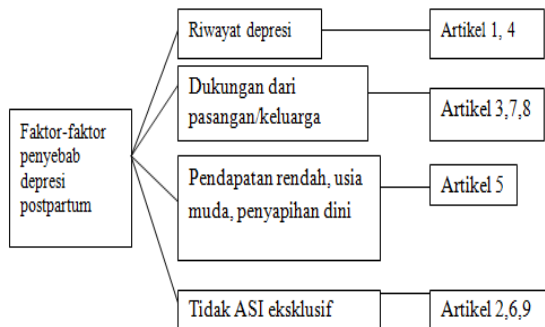 Riwayat depresi
Artikel 1, 4
Dukungan dari
pasangan/keluarga
Artikel 3,7,8
Faktor-faktor
penyebab
depresi
postpartum
Pendapatan rendah, usia
muda, penyapihan dini
Artikel 5
Tidak ASI eksklusif
Artikel 2,6,9